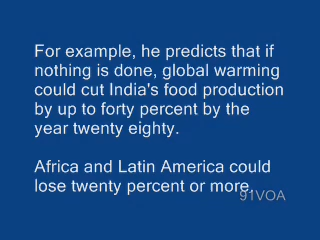 For example, he predicts that if
nothing is done, global warming
could cut India's food production
by up to forty percent by the
year twenty eighty.
Africa and Latin America could
lose twenty percent or more.
91VOA